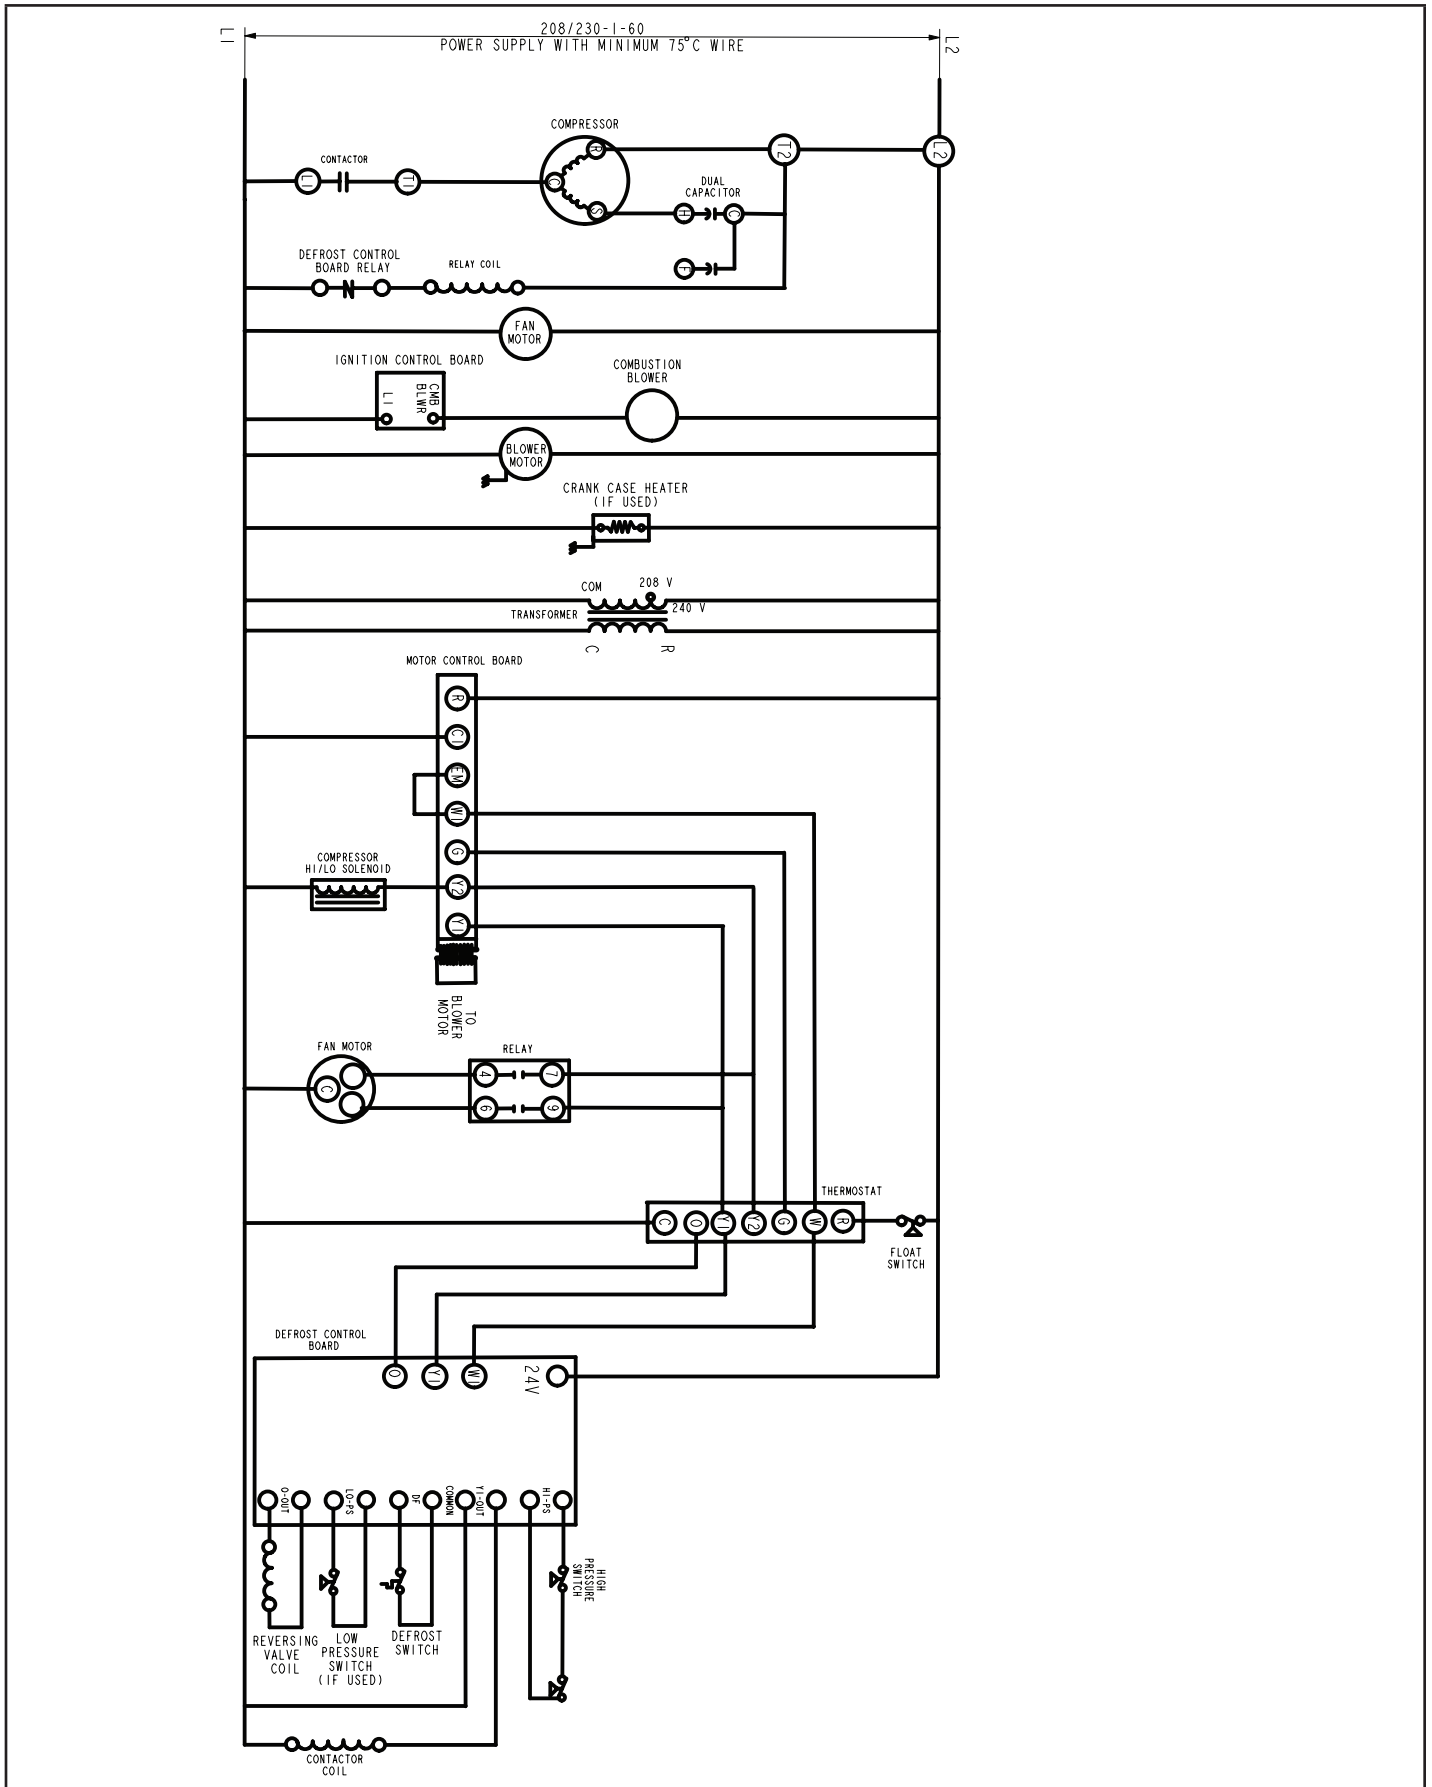 208/230-1-60
L1
POWER SUPPLY WITH MINIMUM 75°C WIRE
L2
COMPRESSOR
R
T2
L2
CONTACTOR
L1
T1
C
DUAL
CAPACITOR
S
H
C
DEFROST CONTROL
BOARD RELAY
RELAY COIL
F
FAN
MOTOR
IGNITION CONTROL BOARD
COMBUSTION
BLOWER
L1
CMB
BLWR
BLOWER
MOTOR
CRANK CASE HEATER
(IF USED)
COM
208 V
240 V
TRANSFORMER
C
R
MOTOR CONTROL BOARD
R
C1
EM
W1
G
COMPRESSOR
HI/LO SOLENOID
Y2
Y1
TO
BLOWER
MOTOR
FAN MOTOR
RELAY
C
4
7
6
9
THERMOSTAT
C
O
Y1
Y2
G
W
R
FLOAT
SWITCH
DEFROST CONTROL
BOARD
O
Y1
W1
24V
O-OUT
LO-PS
DF
COMMON
Y1-OUT
HI-PS
HIGH
PRESSURE
SWITCH
REVERSING
VALVE
COIL
LOW
PRESSURE
SWITCH
(IF USED)
DEFROST
SWITCH
CONTACTOR
COIL